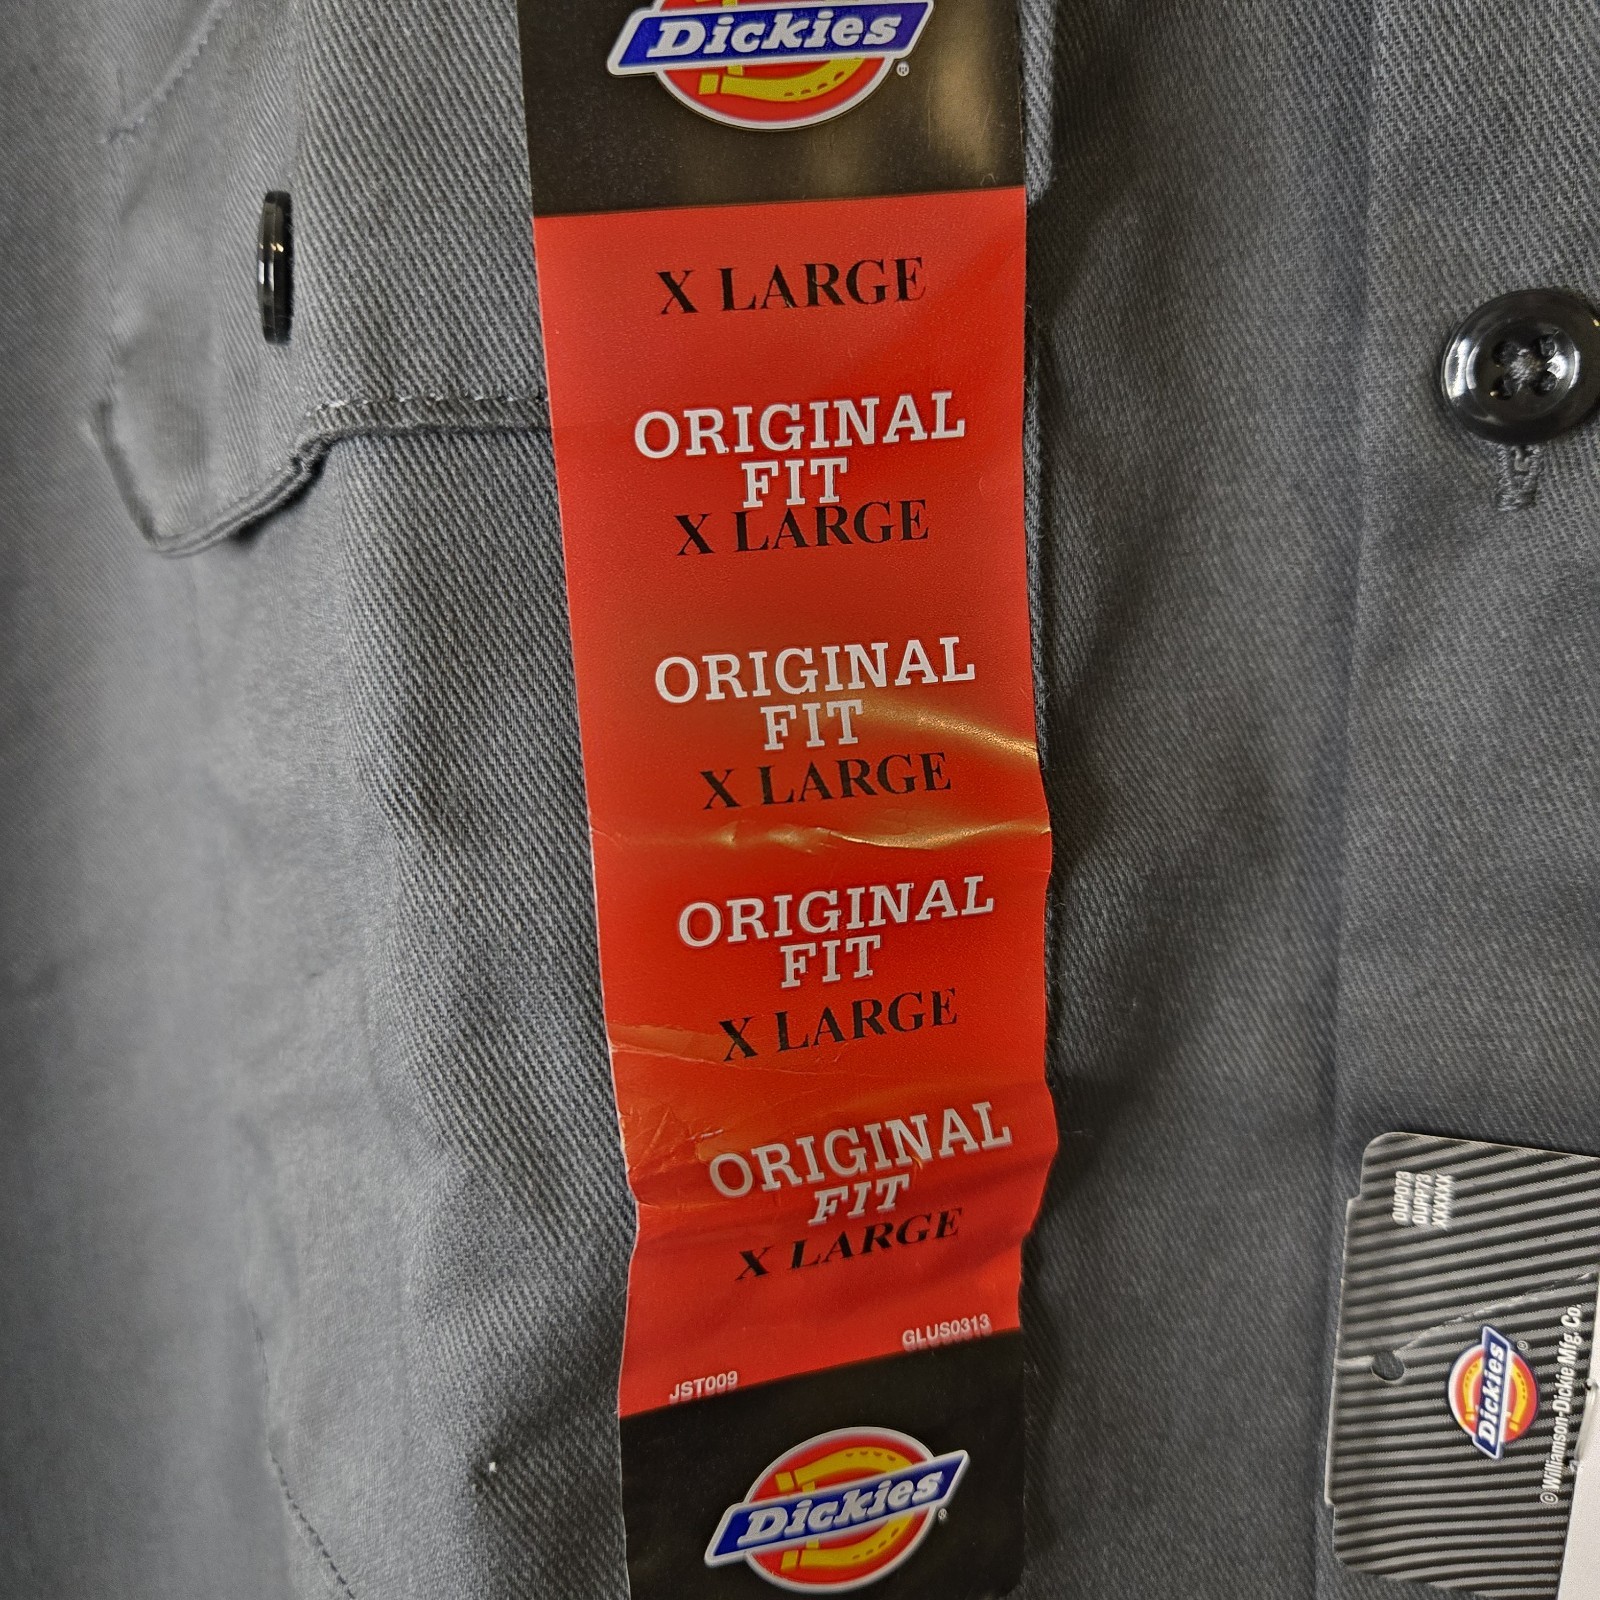 Dickies
X LARGE
ORIGINAL
FIT
X LARGE
ORIGINAL
FIT
X LARGE
ORIGINAL
FIT
X LARGE
ORIGINAL
FIT
X LARGE
GLUS0313
JST009
Dickies
XXXXXX
Dickies
© Williamson-Dickie Mfg. Co.